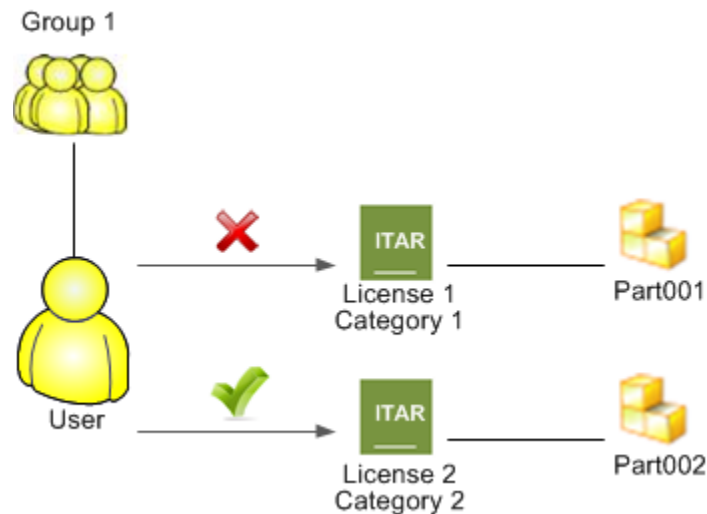 Group 1
ITAR
License 1
Category 1
Part001
User
ITAR
License 2
Category 2
Part002